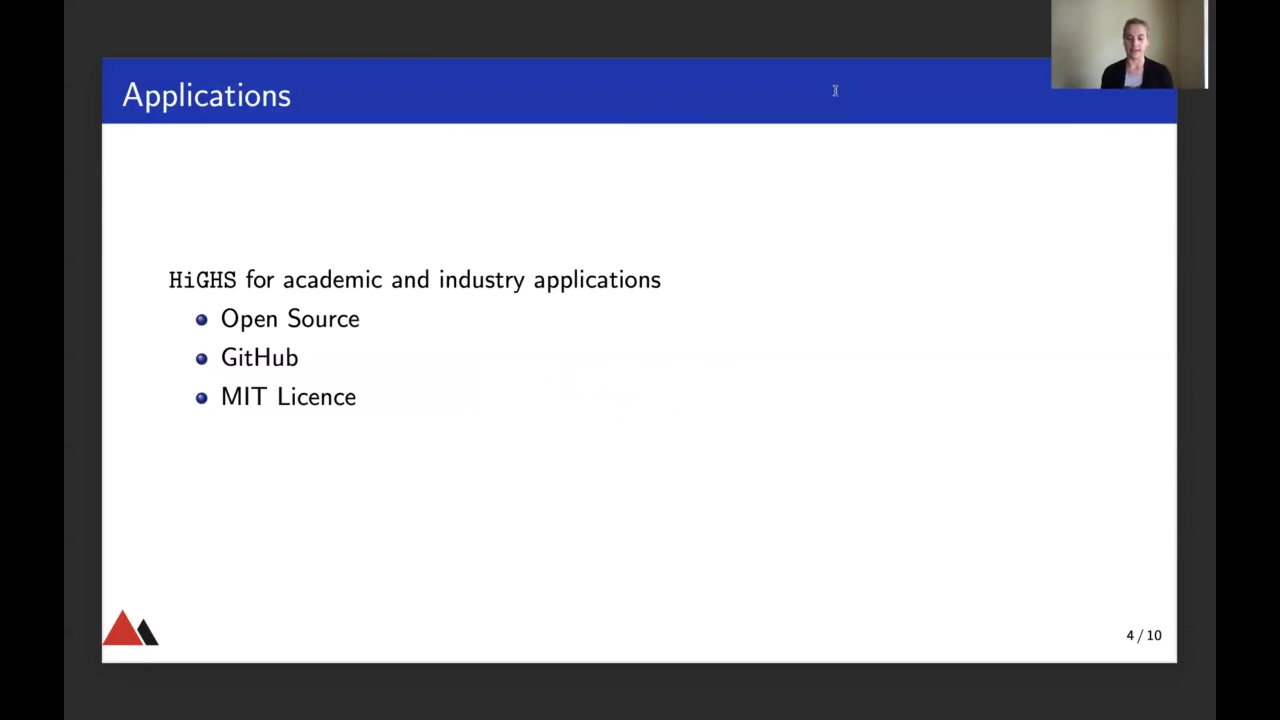 Applications
HiGHS for academic and industry applications
Open Source
GitHub
MIT Licence
4 / 10